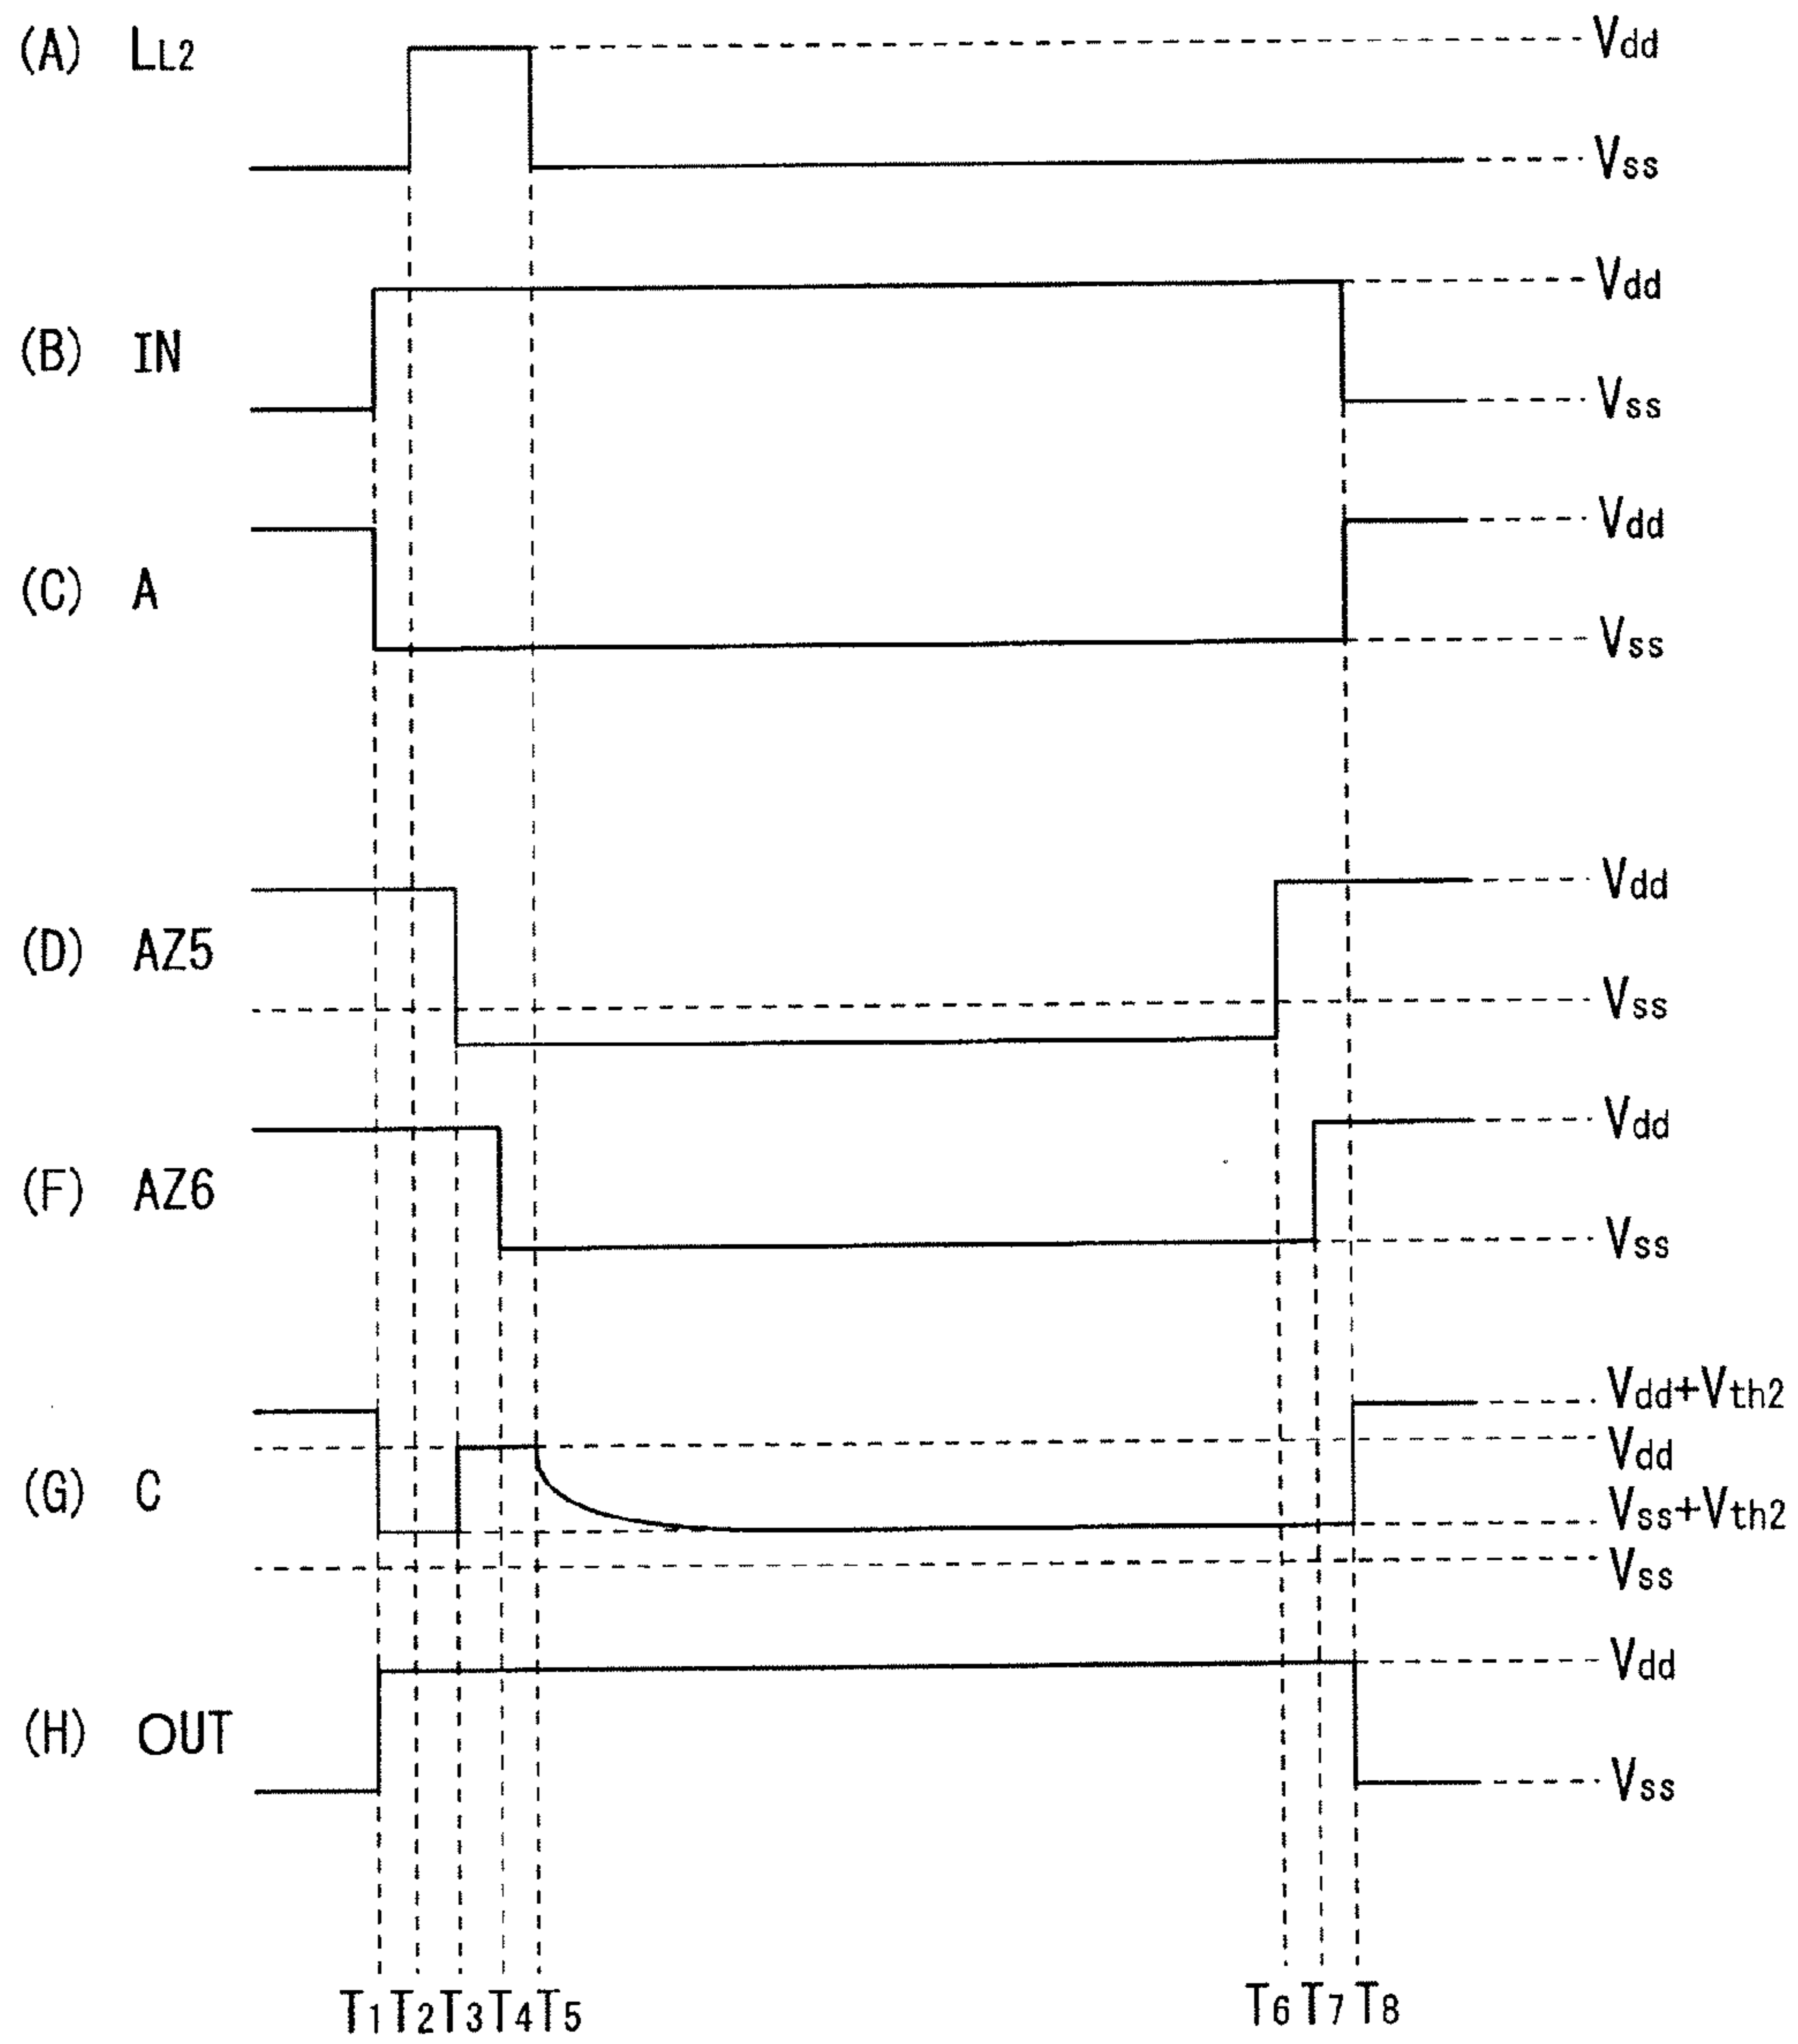 (A) LL2
Vdd
Vss
(B) IN
Vdd
Vss
(C) A
Vdd
Vss
(D) AZ5
Vdd
Vss
(F) AZ6
Vdd
Vss
(G) C
Vdd+Vth2
Vdd
Vss+Vth2
Vss
(H) OUT
Vdd
Vss
T1 T2 T3 T4 T5 T6 T7 T8